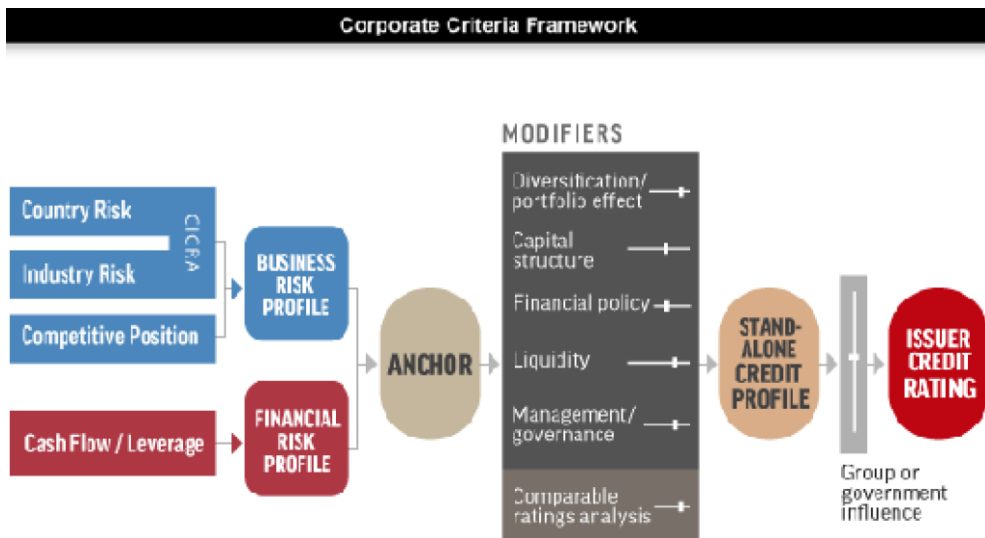 Corporate Criteria Framework
MODIFIERS
Country Risk
Industry Risk
CICRA
Competitive Position
Cash Flow / Leverage
BUSINESS
RISK
PROFILE
FINANCIAL
RISK
PROFILE
ANCHOR
Diversification/
portfolio effect
Capital
structure
Financial policy
Liquidity
Management/
governance
Comparable
ratings analysis
STAND-
ALONE
CREDIT
PROFILE
Group or
government
influence
ISSUER
CREDIT
RATING